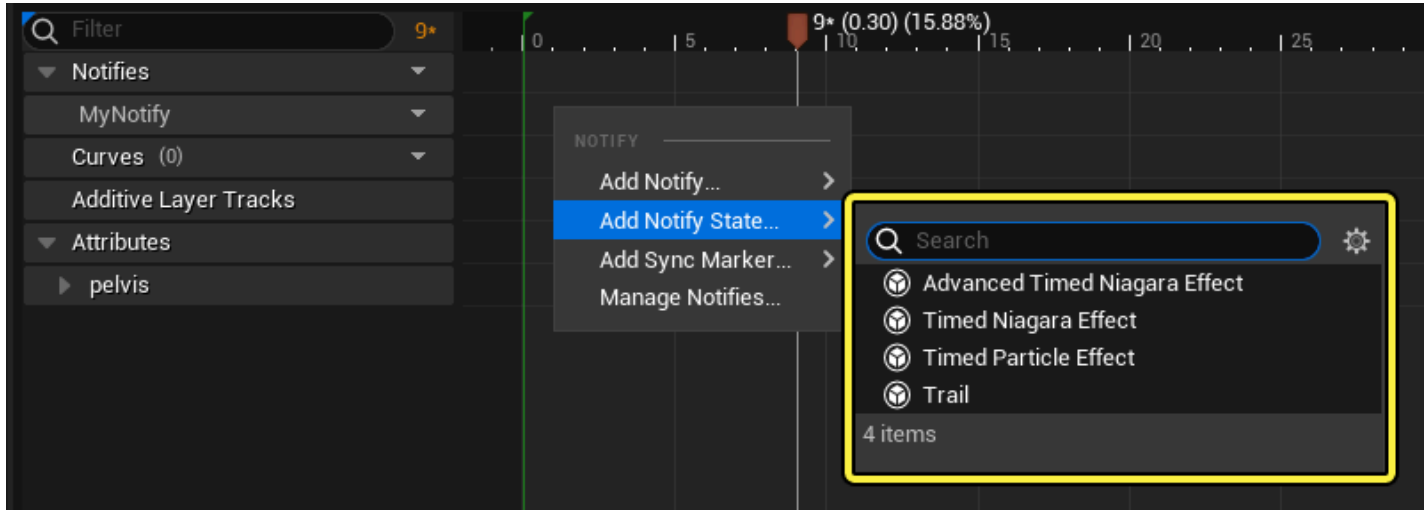 Filter 9*
9* (0.30) (15.88%)
0 5 10 15 20 25
Notifies
MyNotify
Curves (0)
Additive Layer Tracks
Attributes
pelvis
NOTIFY
Add Notify...
Add Notify State...
Add Sync Marker...
Manage Notifies...
Search
Advanced Timed Niagara Effect
Timed Niagara Effect
Timed Particle Effect
Trail
4 items